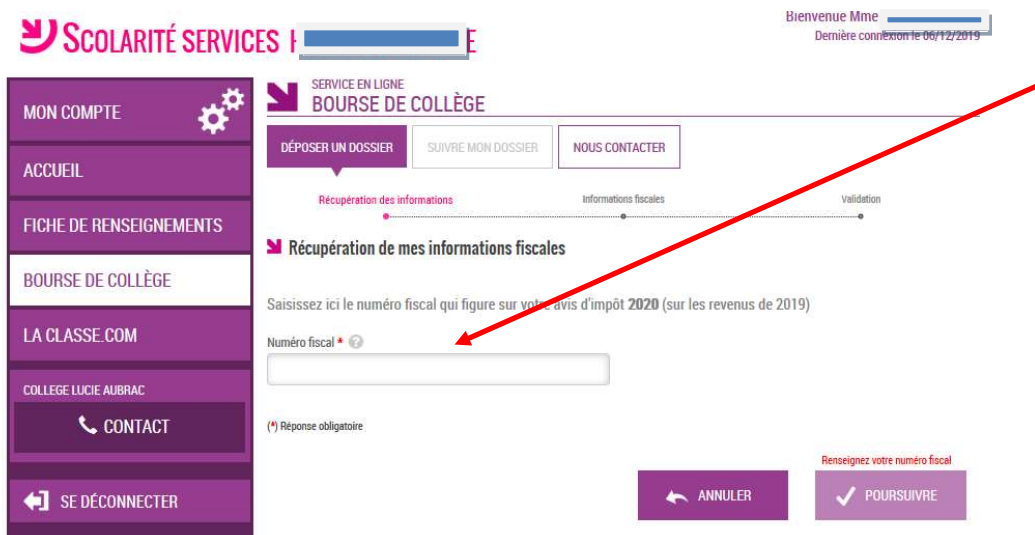 SCOLARITÉ SERVICES
Bienvenue Mme
Dernière connexion le 06/12/2019
MON COMPTE
ACCUEIL
FICHE DE RENSEIGNEMENTS
BOURSE DE COLLÈGE
LA CLASSE.COM
COLLEGE LUCIE AUBRAC
CONTACT
SE DÉCONNECTER
SERVICE EN LIGNE
BOURSE DE COLLÈGE
DÉPOSER UN DOSSIER
SUIVRE MON DOSSIER
NOUS CONTACTER
Récupération des informations
Informations fiscales
Validation
Récupération de mes informations fiscales
Saisissez ici le numéro fiscal qui figure sur votre avis d'impôt 2020 (sur les revenus de 2019)
Numéro fiscal * ?
(*) Réponse obligatoire
Renseignez votre numéro fiscal
ANNULER
POURSUIVRE